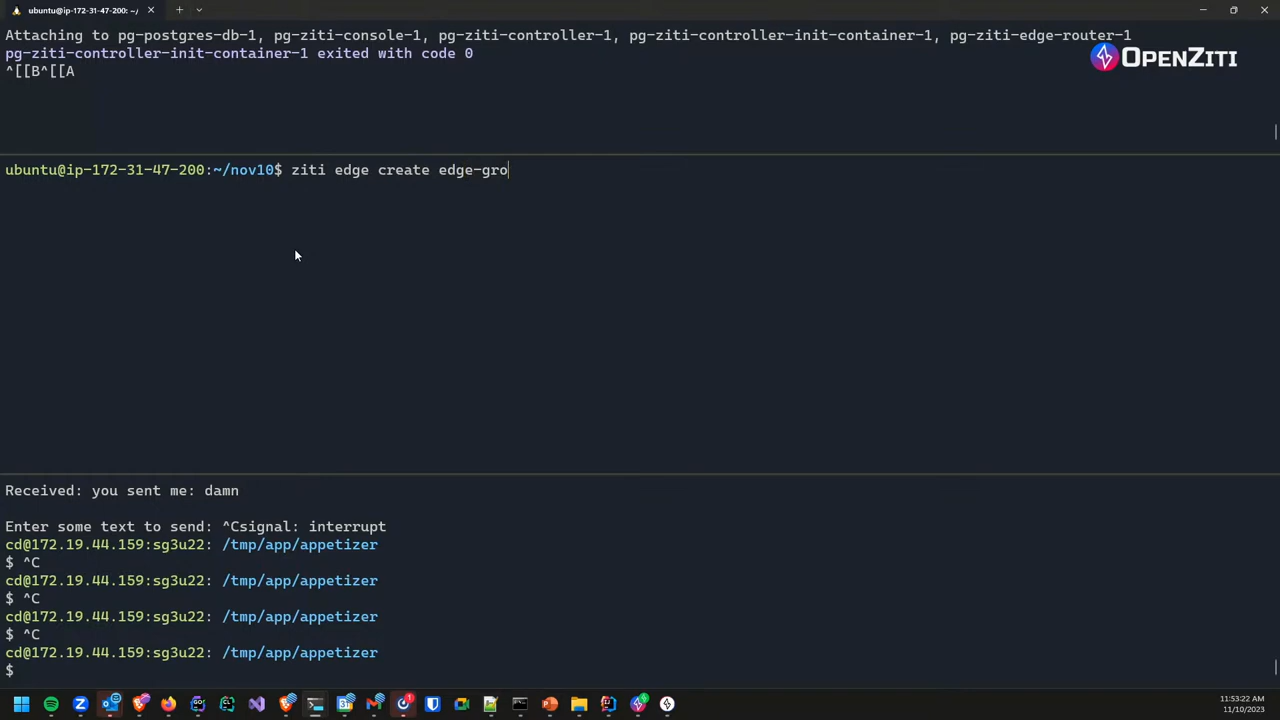 ubuntu@ip-172-31-47-200: ~/
Attaching to pg-postgres-db-1, pg-ziti-console-1, pg-ziti-controller-1, pg-ziti-controller-init-container-1, pg-ziti-edge-router-1
pg-ziti-controller-init-container-1 exited with code 0
^[[B^[[A
OPENZITI
ubuntu@ip-172-31-47-200:~/nov10$ ziti edge create edge-gro
Received: you sent me: damn
Enter some text to send: ^Csignal: interrupt
cd@172.19.44.159:sg3u22: /tmp/app/appetizer
$ ^C
cd@172.19.44.159:sg3u22: /tmp/app/appetizer
$ ^C
cd@172.19.44.159:sg3u22: /tmp/app/appetizer
$ ^C
cd@172.19.44.159:sg3u22: /tmp/app/appetizer
$
11:53:22 AM
11/10/2023